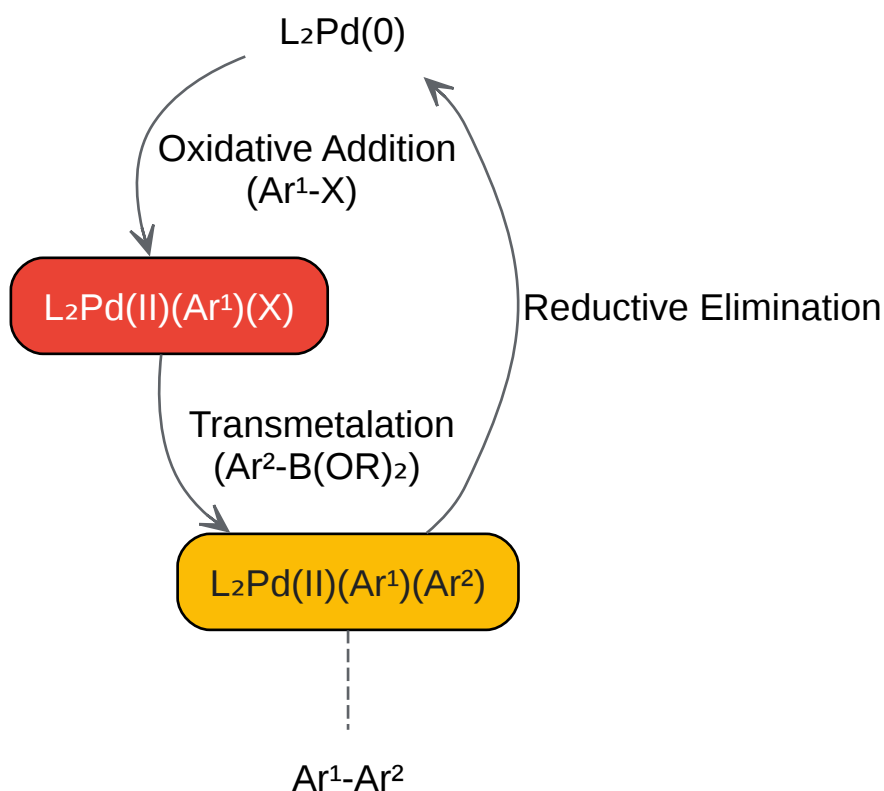 L₂Pd(0)
Oxidative Addition
(Ar¹-X)
L₂Pd(II)(Ar¹)(X)
Reductive Elimination
Transmetalation
(Ar²-B(OR)₂)
L₂Pd(II)(Ar¹)(Ar²)
Ar¹-Ar²